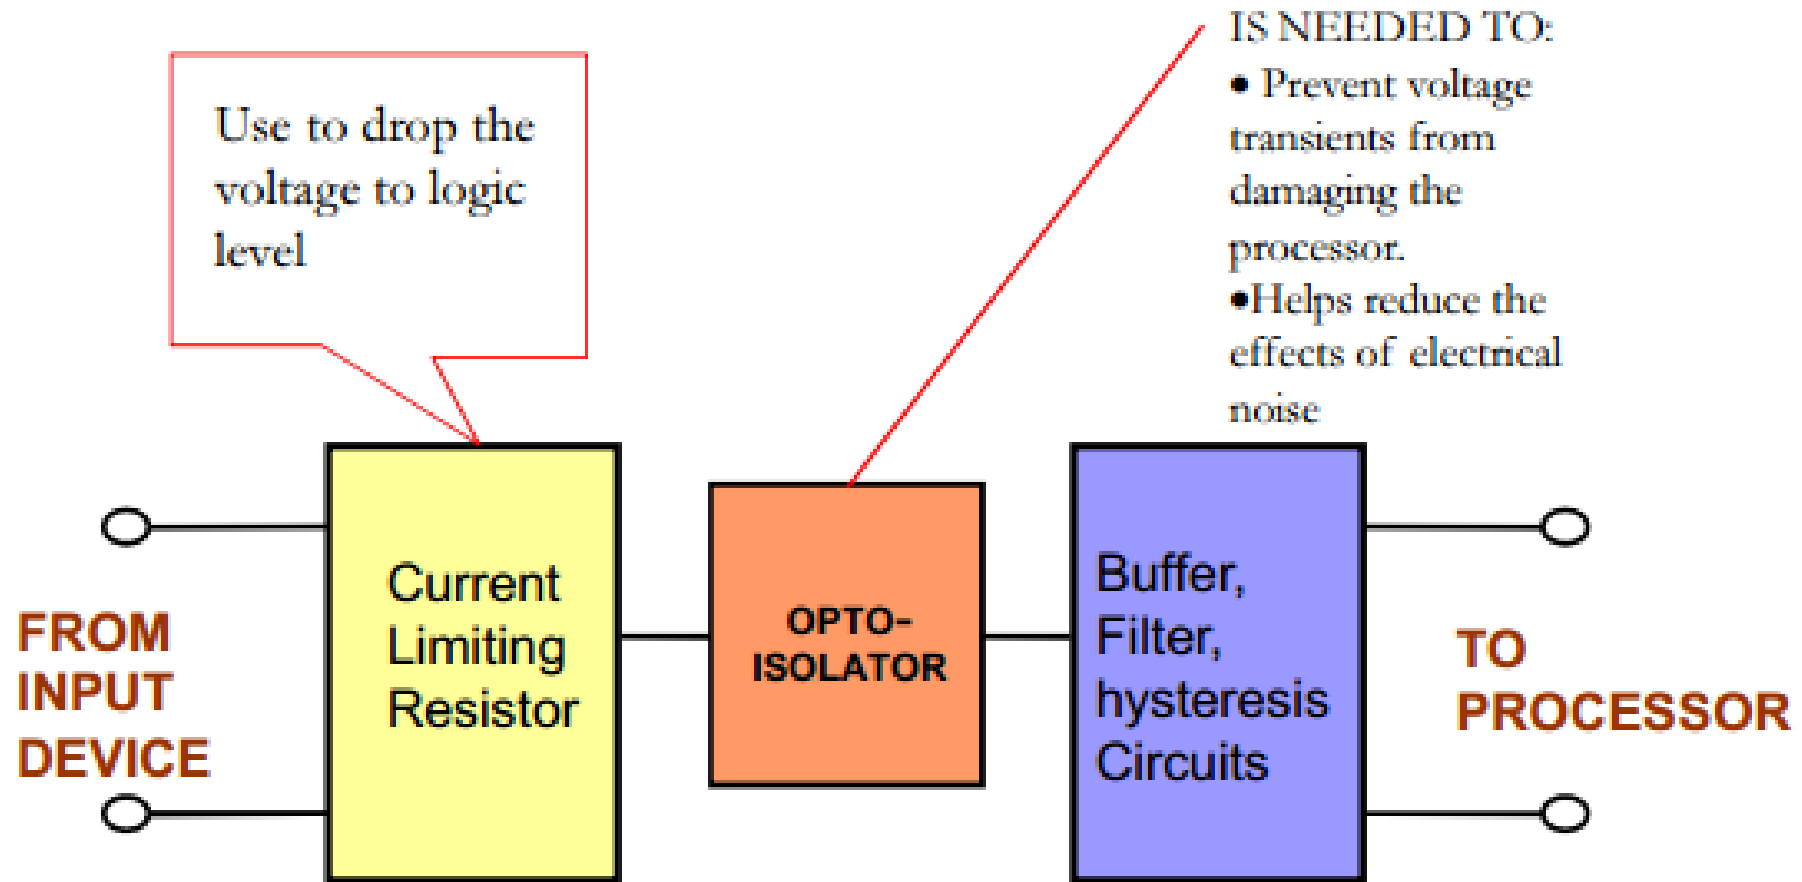 Use to drop the
voltage to logic
level
IS NEEDED TO:
• Prevent voltage
transients from
damaging the
processor.
•Helps reduce the
effects of electrical
noise
FROM
INPUT
DEVICE
Current
Limiting
Resistor
OPTO-
ISOLATOR
Buffer,
Filter,
hysteresis
Circuits
TO
PROCESSOR